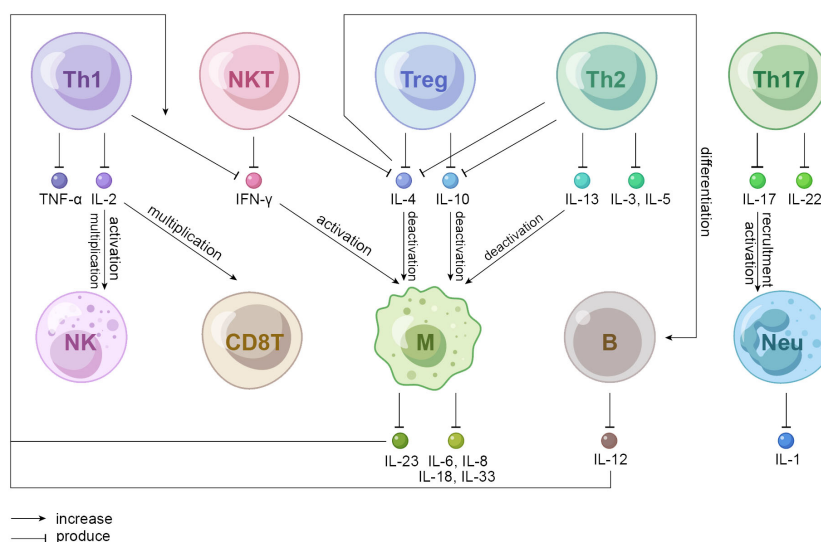 Th1
NKT
Treg
Th2
Th17
TNF-α
IL-2
IFN-γ
IL-4
IL-10
IL-13
IL-3, IL-5
IL-17
IL-22
differentiation
multiplication
activation
multiplication
activation
deactivation
deactivation
deactivation
activation
recruitment
NK
CD8T
M
B
Neu
IL-23
IL-6, IL-8
IL-18, IL-33
IL-12
IL-1
increase
produce